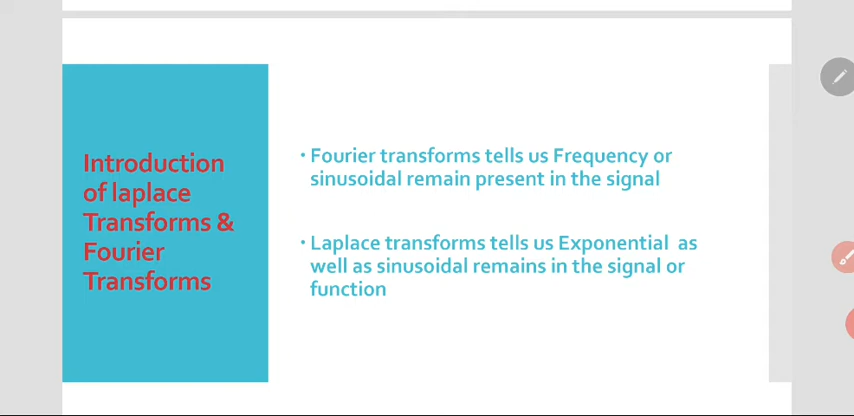 Introduction
of laplace
Transforms &
Fourier
Transforms
• Fourier transforms tells us Frequency or
sinusoidal remain present in the signal
• Laplace transforms tells us Exponential as
well as sinusoidal remains in the signal or
function